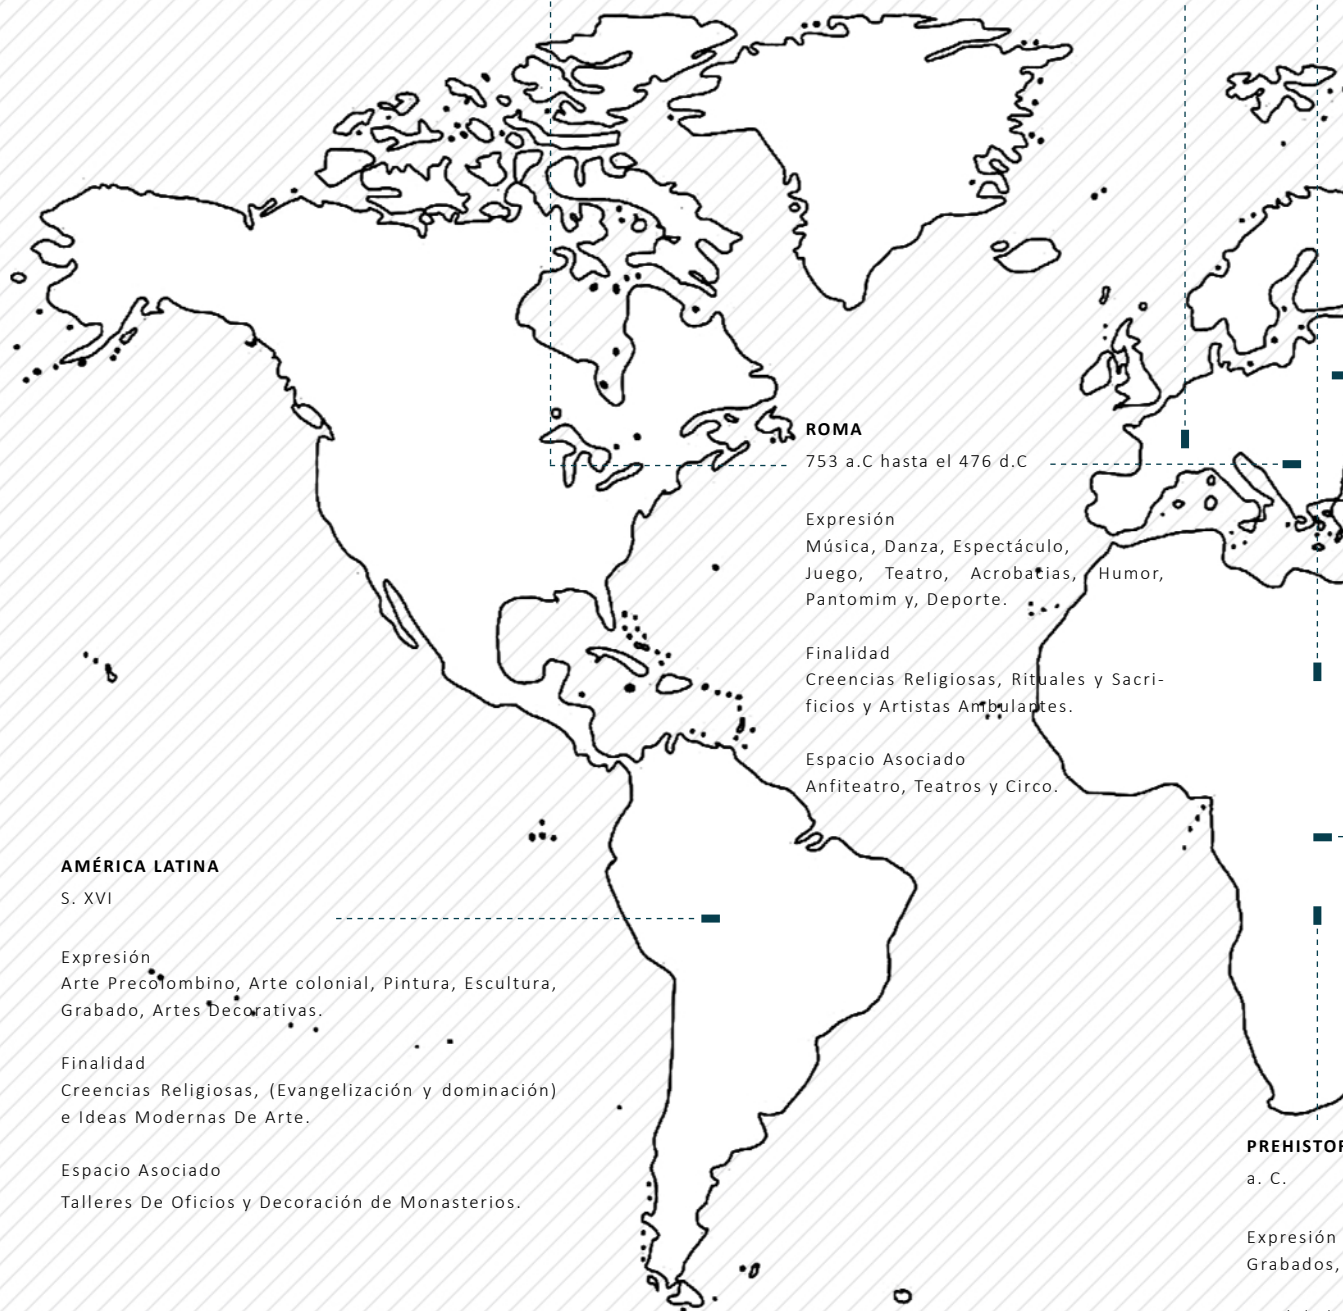 ROMA
753 a.C hasta el 476 d.C
Expresión
Música, Danza, Espectáculo,
Juego, Teatro, Acrobacias, Humor,
Pantomim y, Deporte.
Finalidad
Creencias Religiosas, Rituales y Sacri-
ficios y Artistas Ambulantes.
Espacio Asociado
Anfiteatro, Teatros y Circo.
AMÉRICA LATINA
S. XVI
Expresión
Arte Precolombino, Arte colonial, Pintura, Escultura,
Grabado, Artes Decorativas.
Finalidad
Creencias Religiosas, (Evangelización y dominación)
e Ideas Modernas De Arte.
Espacio Asociado
Talleres De Oficios y Decoración de Monasterios.
a. C.
Expresión
Grabados,